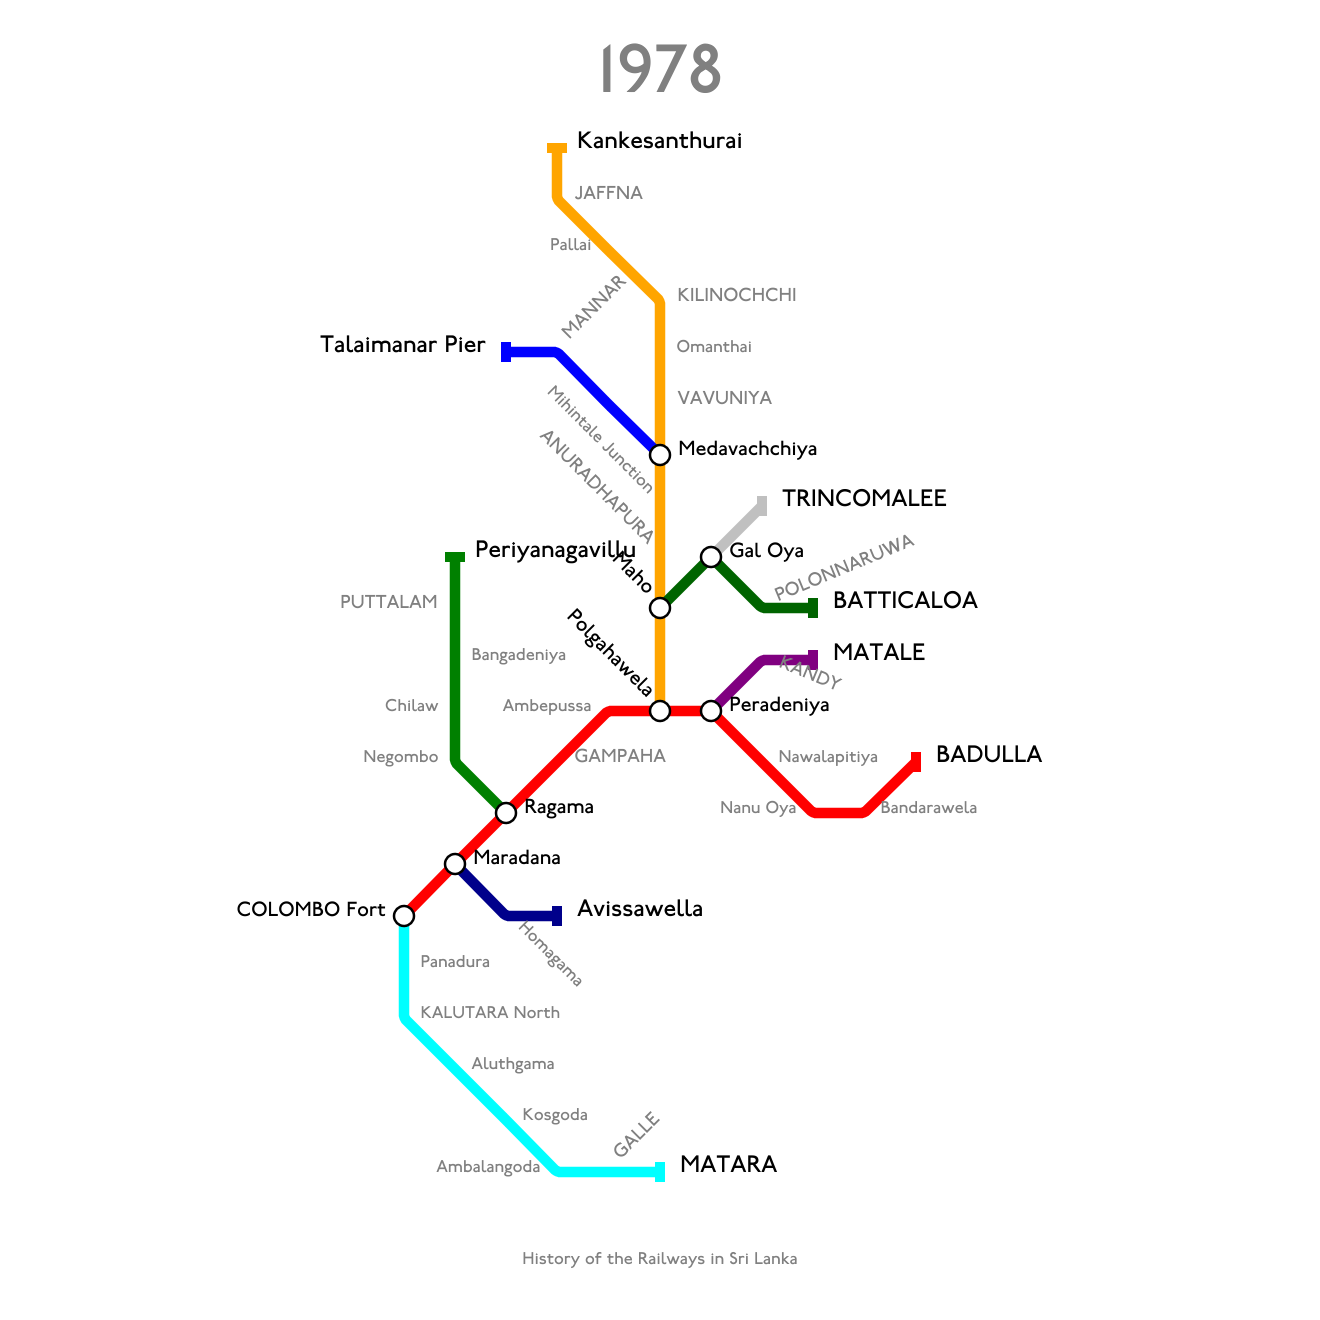 1978
Kankesanthurai
JAFFNA
Pallai
MANNAR
KILINOCHCHI
Talaimanar Pier
Omanthai
Mihintale Junction
VAVUNIYA
ANURADHAPURA
Medavachchiya
TRINCOMALEE
Periyanagavillu
Maho
Gal Oya
POLONNARUWA
PUTTALAM
BATTICALOA
Polgahawela
Bangadeniya
KANDY
MATALE
Chilaw
Ambepussa
Peradeniya
Negombo
GAMPAHA
Nawalapitiya
BADULLA
Ragama
Nanu Oya
Bandarawela
Maradana
COLOMBO Fort
Avissawella
Homagama
Panadura
KALUTARA North
Aluthgama
Kosgoda
GALLE
Ambalangoda
MATARA
History of the Railways in Sri Lanka